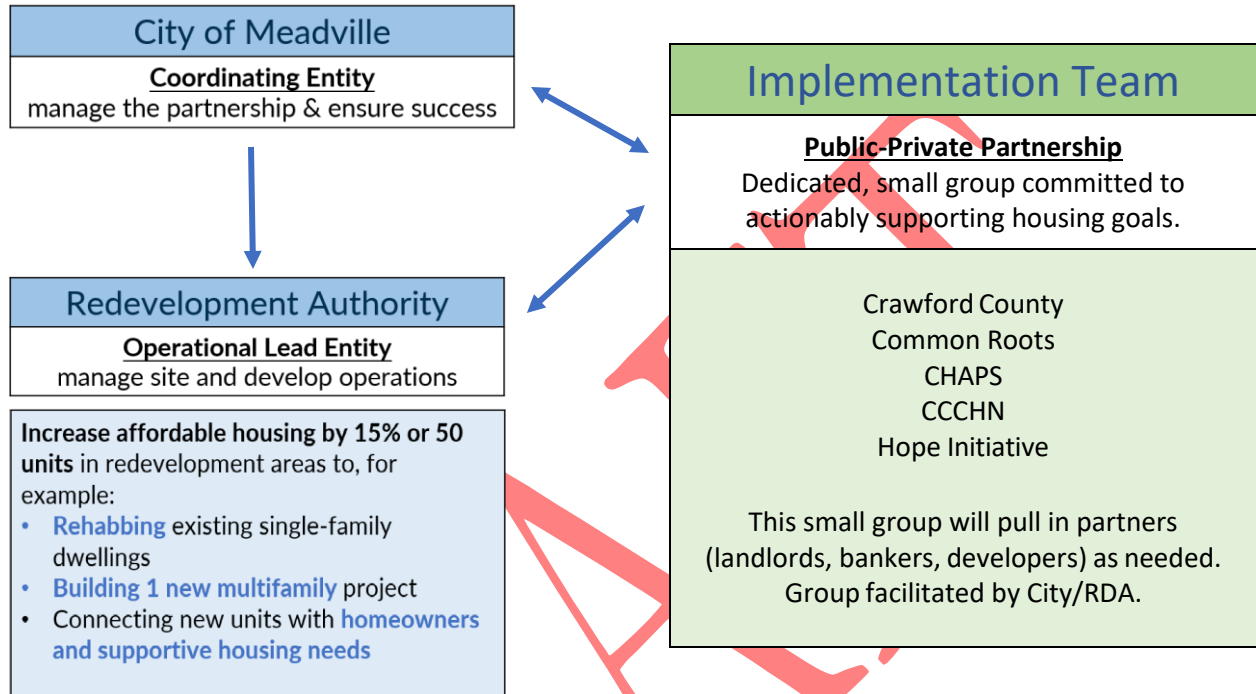 City of Meadville
Coordinating Entity
manage the partnership & ensure success
Redevelopment Authority
Operational Lead Entity
manage site and develop operations
Increase affordable housing by 15% or 50
units in redevelopment areas to, for
example:
• Rehabbing existing single-family
dwellings
• Building 1 new multifamily project
• Connecting new units with homeowners
and supportive housing needs
Implementation Team
Public-Private Partnership
Dedicated, small group committed to
actionably supporting housing goals.
Crawford County
Common Roots
CHAPS
CCCHN
Hope Initiative
This small group will pull in partners
(landlords, bankers, developers) as needed.
Group facilitated by City/RDA.